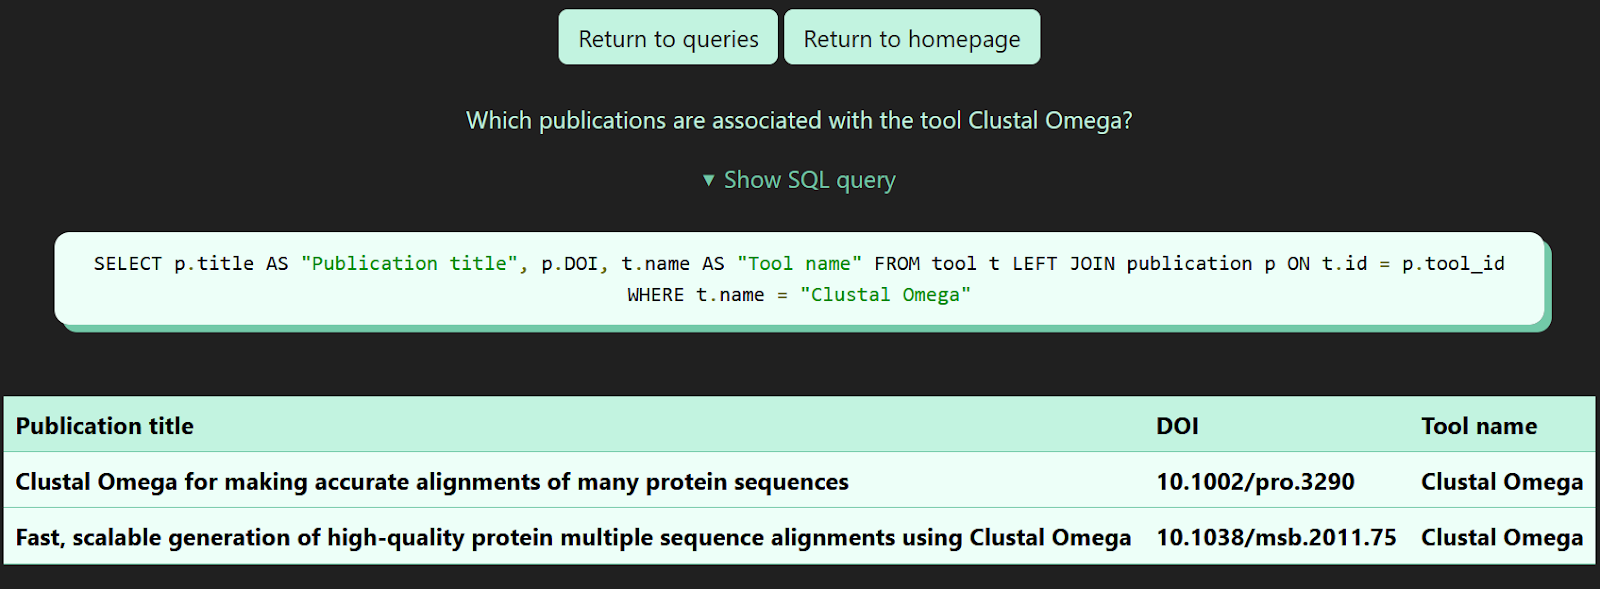 Return to queries Return to homepage
Which publications are associated with the tool Clustal Omega?
▼ Show SQL query
SELECT p.title AS "Publication title", p.DOI, t.name AS "Tool name" FROM tool t LEFT JOIN publication p ON t.id = p.tool_id
WHERE t.name = "Clustal Omega"
Publication title DOI Tool name
Clustal Omega for making accurate alignments of many protein sequences 10.1002/pro.3290 Clustal Omega
Fast, scalable generation of high-quality protein multiple sequence alignments using Clustal Omega 10.1038/msb.2011.75 Clustal Omega